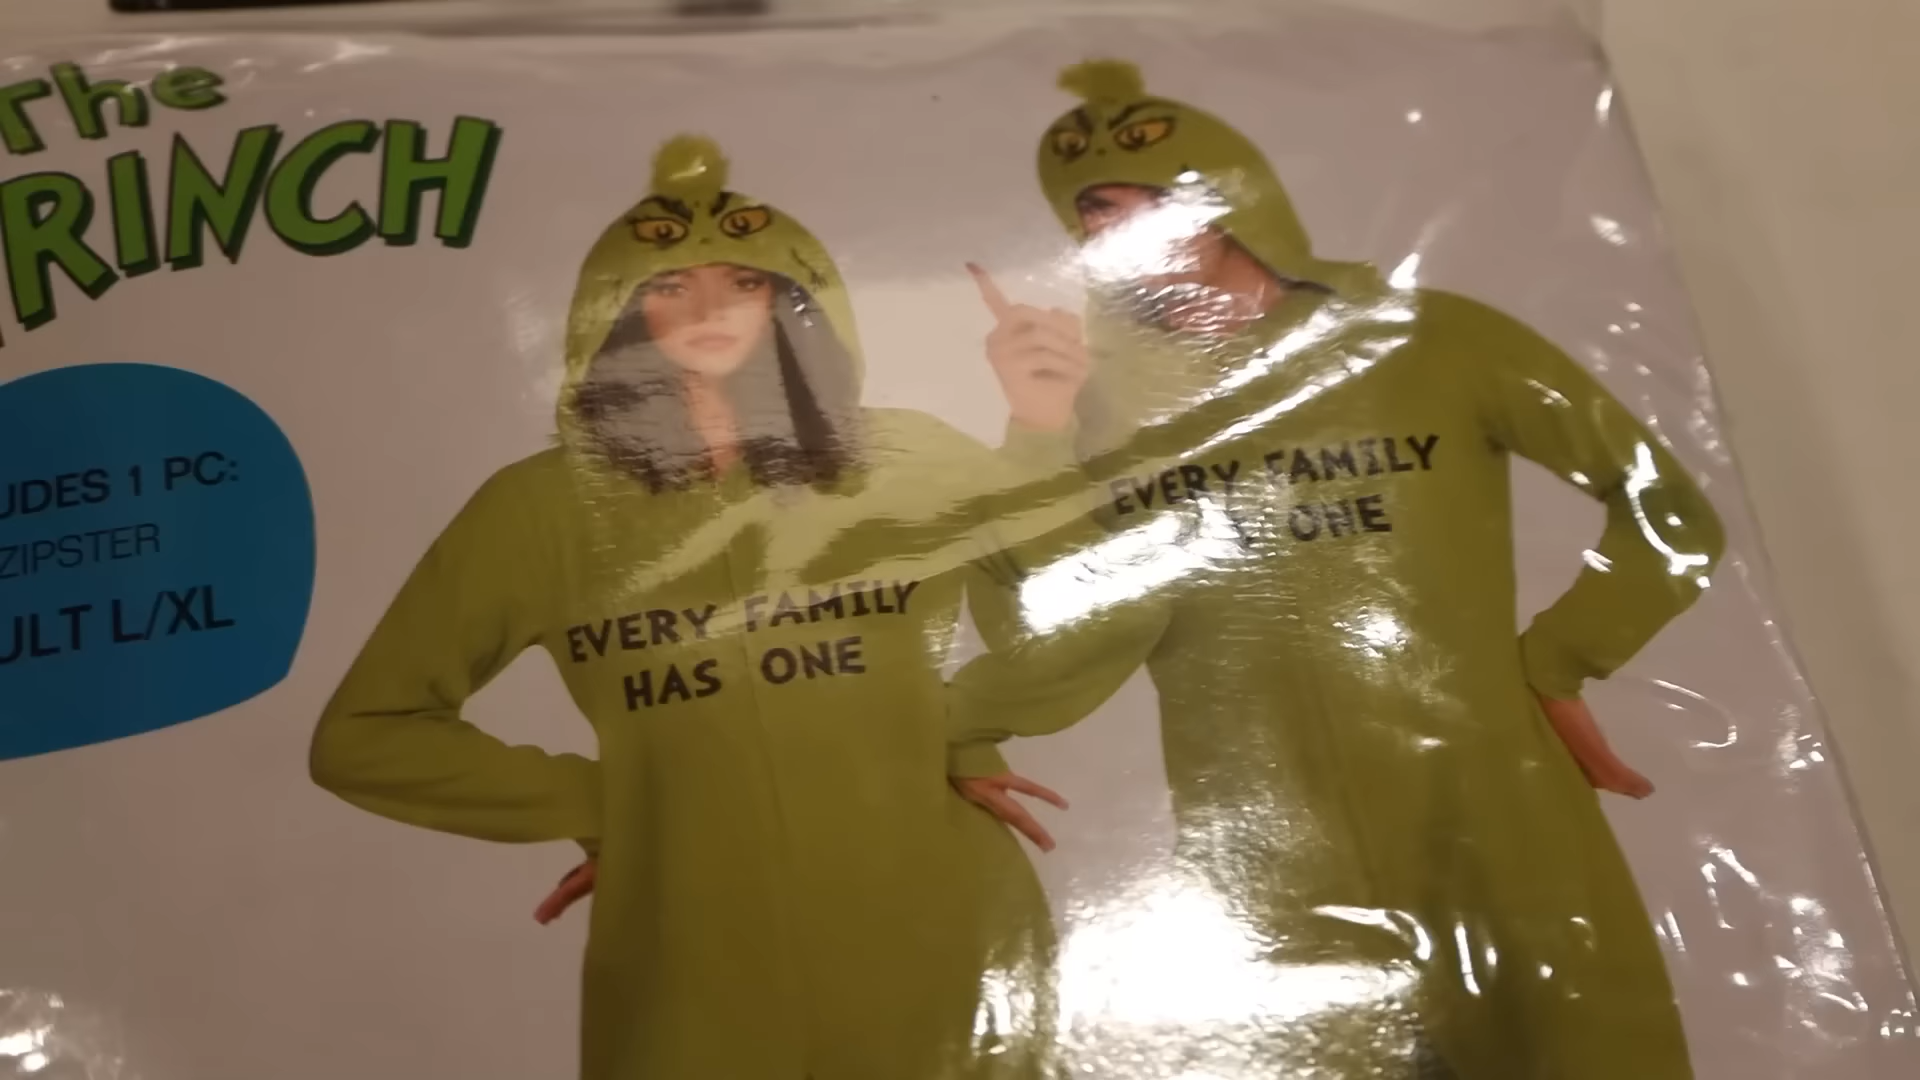 The
RINCH
UDES 1 PC:
ZIPSTER
ULT L/XL
EVERY FAMILY
HAS ONE
EVERY FAMILY
ONE